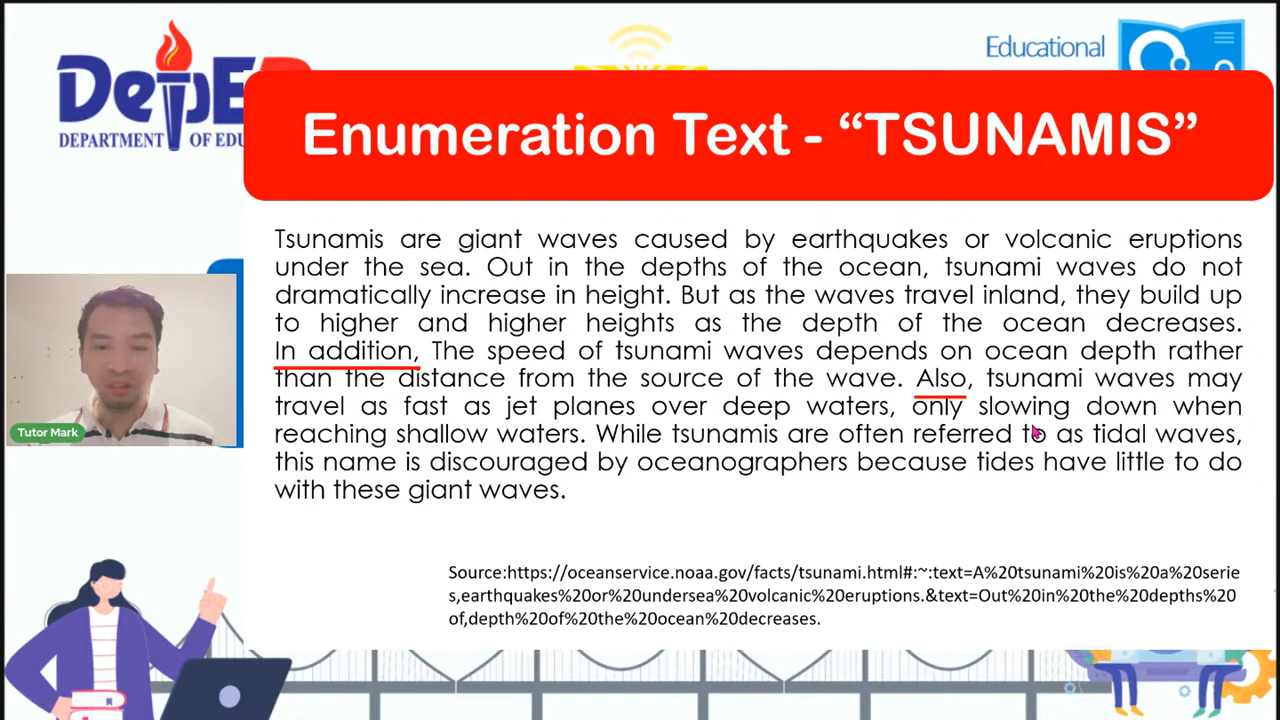 DepE
DEPARTMENT OF EDU
Educational
Enumeration Text - “TSUNAMIS”
Tsunamis are giant waves caused by earthquakes or volcanic eruptions
under the sea. Out in the depths of the ocean, tsunami waves do not
dramatically increase in height. But as the waves travel inland, they build up
to higher and higher heights as the depth of the ocean decreases.
In addition, The speed of tsunami waves depends on ocean depth rather
than the distance from the source of the wave. Also, tsunami waves may
travel as fast as jet planes over deep waters, only slowing down when
reaching shallow waters. While tsunamis are often referred to as tidal waves,
this name is discouraged by oceanographers because tides have little to do
with these giant waves.
Tutor Mark
Source:https://oceanservice.noaa.gov/facts/tsunami.html#:~:text=A%20tsunami%20is%20a%20serie
s,earthquakes%20or%20undersea%20volcanic%20eruptions.&text=Out%20in%20the%20depths%20
of,depth%20of%20the%20ocean%20decreases.